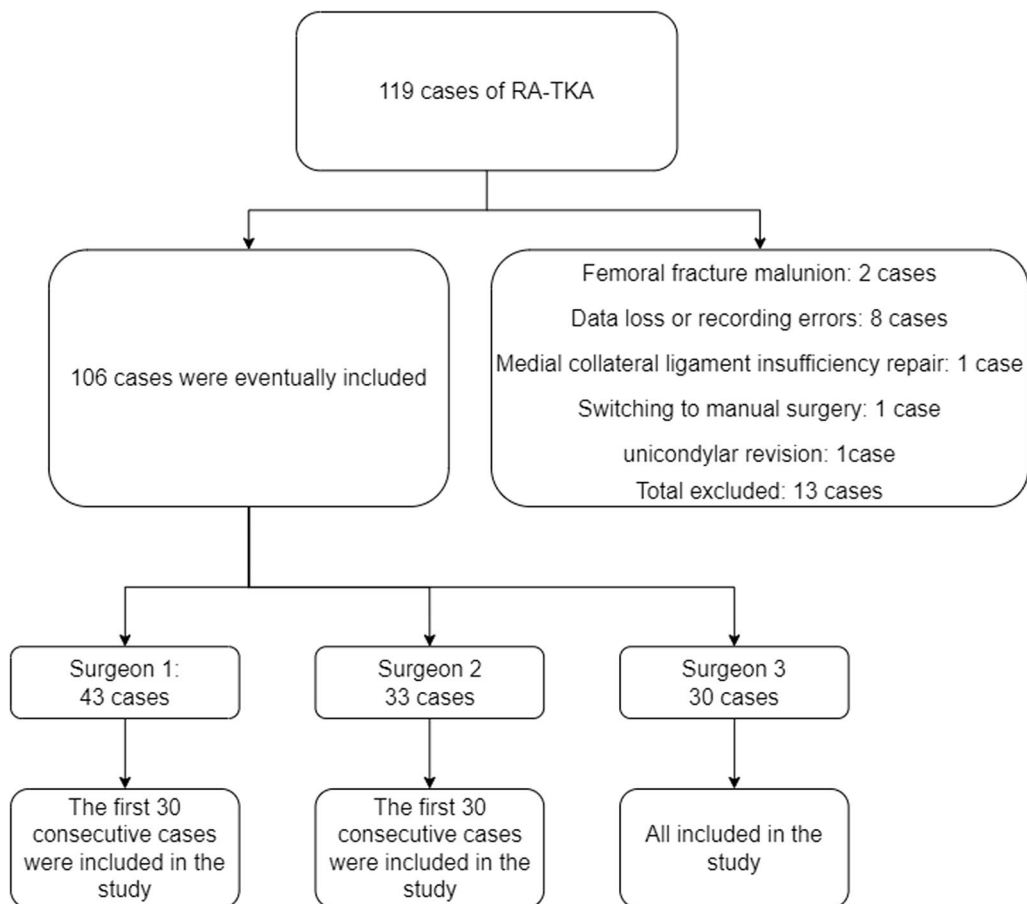 119 cases of RA-TKA
106 cases were eventually included
Femoral fracture malunion: 2 cases
Data loss or recording errors: 8 cases
Medial collateral ligament insufficiency repair: 1 case
Switching to manual surgery: 1 case
unicondylar revision: 1case
Total excluded: 13 cases
Surgeon 1:
43 cases
Surgeon 2
33 cases
Surgeon 3
30 cases
The first 30
consecutive cases
were included in the
study
The first 30
consecutive cases
were included in the
study
All included in the
study